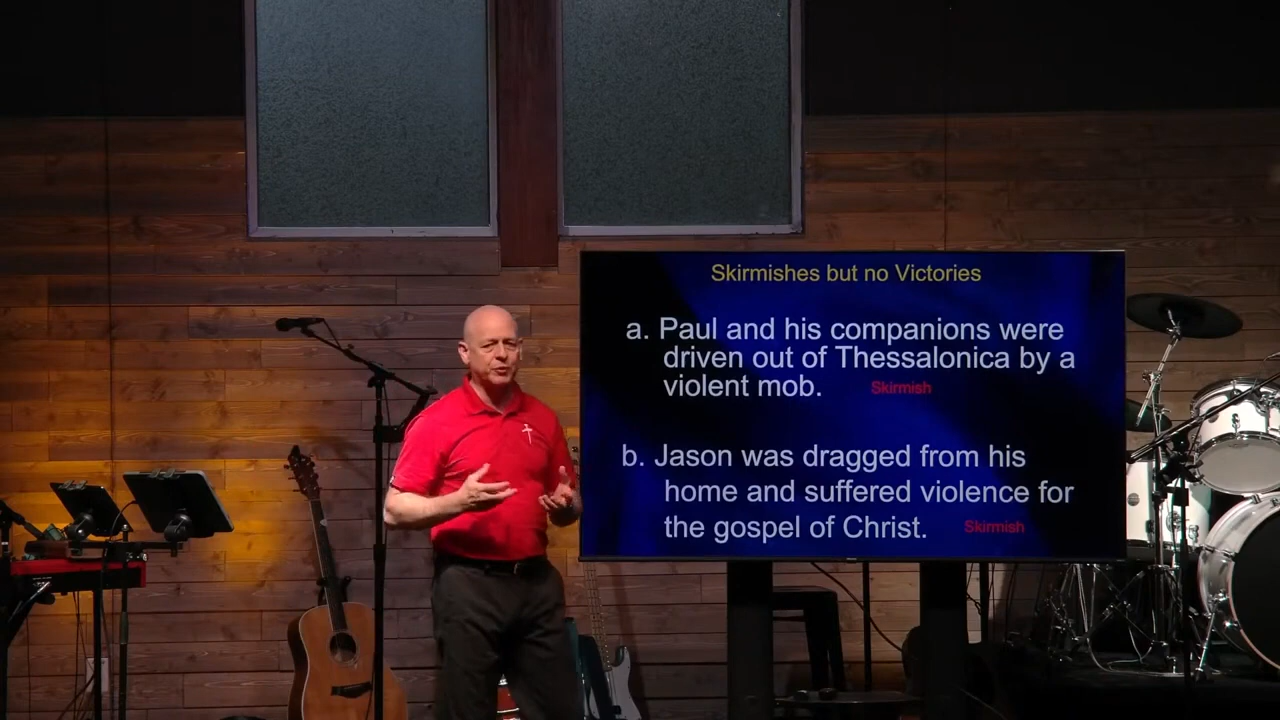 Skirmishes but no Victories
a. Paul and his companions were
driven out of Thessalonica by a
violent mob. Skirmish
b. Jason was dragged from his
home and suffered violence for
the gospel of Christ. Skirmish